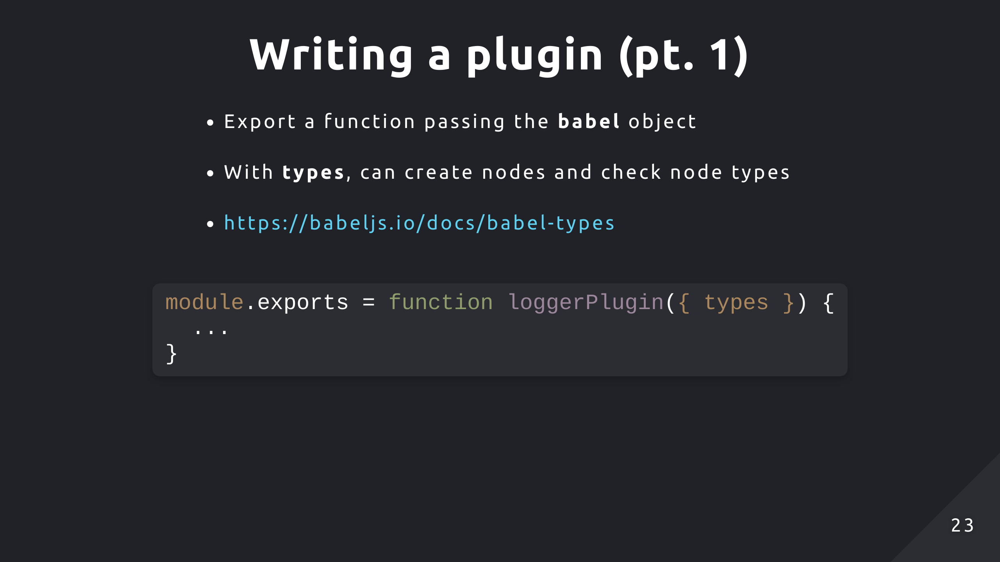 Writing a plugin (pt. 1)
• Export a function passing the babel object
• With types, can create nodes and check node types
• https://babeljs.io/docs/babel-types
module.exports = function loggerPlugin({ types }) {
  ...
}
23